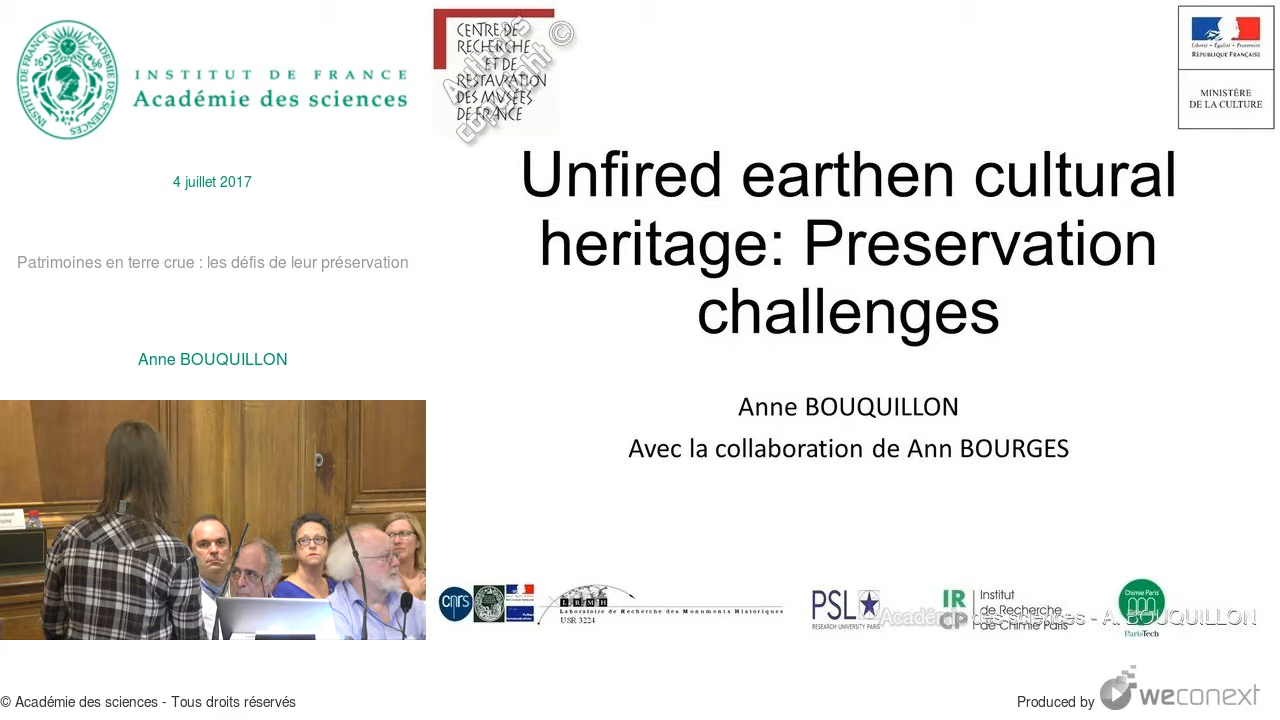 INSTITUT DE FRANCE
Académie des sciences
4 juillet 2017
Patrimoines en terre crue : les défis de leur préservation
Anne BOUQUILLON
CENTRE DE
RECHERCHE
ET DE
RESTAURATION
DES MUSÉES
DE FRANCE
Liberté • Égalité • Fraternité
RÉPUBLIQUE FRANÇAISE
MINISTÈRE
DE LA CULTURE
Unfired earthen cultural
heritage: Preservation
challenges
Anne BOUQUILLON
Avec la collaboration de Ann BOURGES
cnrs
LRMH
Laboratoire de Recherche des Monuments Historiques
USR 3224
PSL
RESEARCH UNIVERSITY PARIS
IR
CP
Institut
de Recherche
de Chimie Paris
Chimie Paris
ParisTech
Académie des sciences - A. BOUQUILLON
© Académie des sciences - Tous droits réservés
Produced by weconext